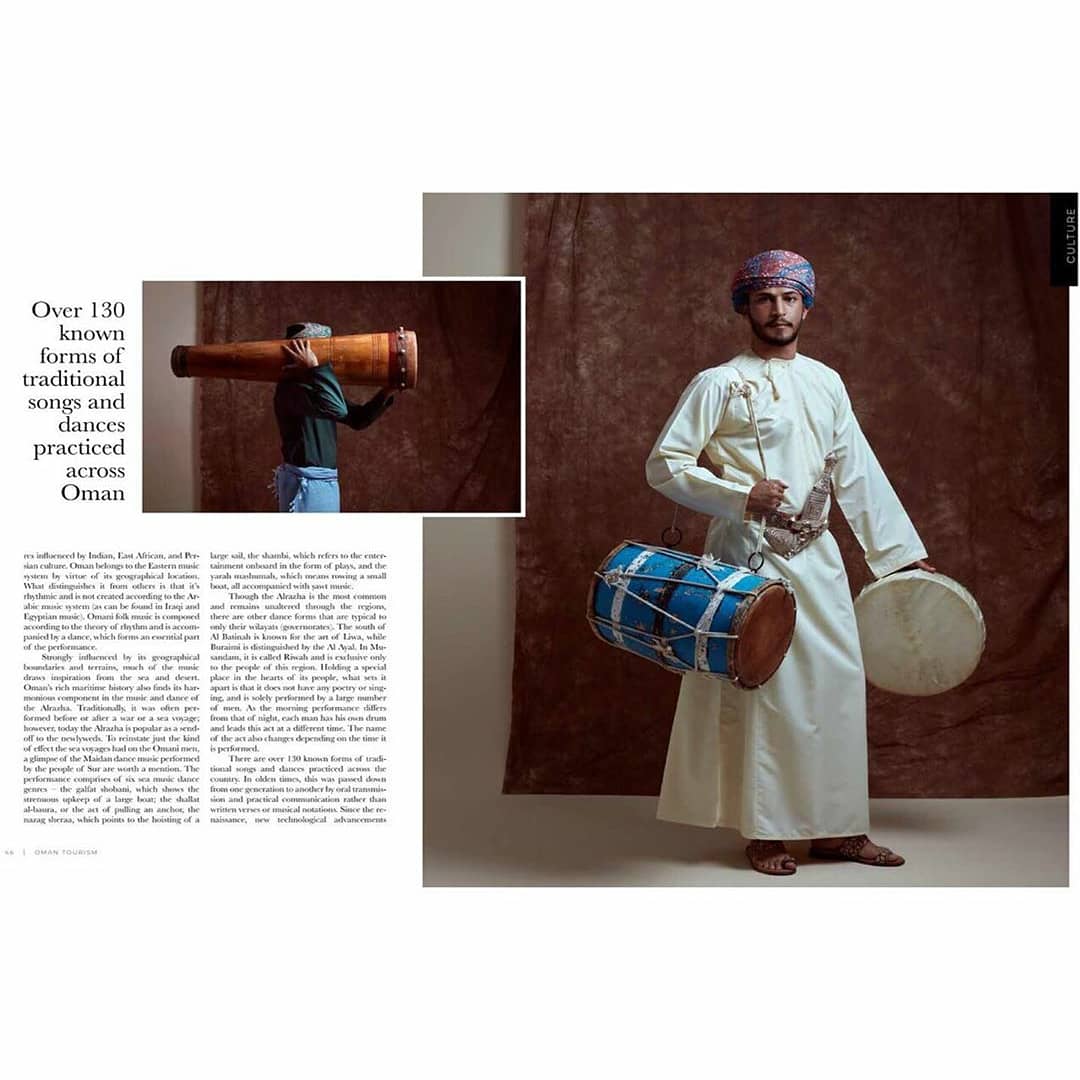 Over 130
known
forms of
traditional
songs and
dances
practiced
across
Oman
res influenced by Indian, East African, and Per-
sian culture. Oman belongs to the Eastern music
system by virtue of its geographical location.
What distinguishes it from others is that it's
rhythmic and is not created according to the Ar-
abic music system (as can be found in Iraqi and
Egyptian music). Omani folk music is composed
according to the theory of rhythm and is accom-
panied by a dance, which forms an essential part
of the performance.
Strongly influenced by its geographical
boundaries and terrains, much of the music
draws inspiration from the sea and desert.
Oman's rich maritime history also finds its har-
monious component in the music and dance of
the Alrazha. Traditionally, it was often per-
formed before or after a war or a sea voyage;
however, today the Alrazha is popular as a send-
off to the newlyweds. To reinstate just the kind
of effect the sea voyages had on the Omani men,
a glimpse of the Maidan dance music performed
by the people of Sur are worth a mention. The
performance comprises of six sea music dance
genres – the galfat shobani, which shows the
strenuous upkeep of a large boat; the shallat
al-baura, or the act of pulling an anchor, the
nazag sheraa, which points to the hoisting of a
large sail, the shambi, which refers to the enter-
tainment onboard in the form of plays, and the
yarah mashumah, which means rowing a small
boat, all accompanied with sawt music.
Though the Alrazha is the most common
and remains unaltered through the regions,
there are other dance forms that are typical to
only their wilayats (governorates). The south of
Al Batinah is known for the art of Liwa, while
Buraimi is distinguished by the Al Ayal. In Mu-
sandam, it is called Riwah and is exclusive only
to the people of this region. Holding a special
place in the hearts of its people, what sets it
apart is that it does not have any poetry or sing-
ing, and is solely performed by a large number
of men. As the morning performance differs
from that of night, each man has his own drum
and leads this act at a different time. The name
of the act also changes depending on the time it
is performed.
There are over 130 known forms of tradi-
tional songs and dances practiced across the
country. In olden times, this was passed down
from one generation to another by oral transmis-
sion and practical communication rather than
written verses or musical notations. Since the re-
naissance, new technological advancements
46 | OMAN TOURISM
CULTURE